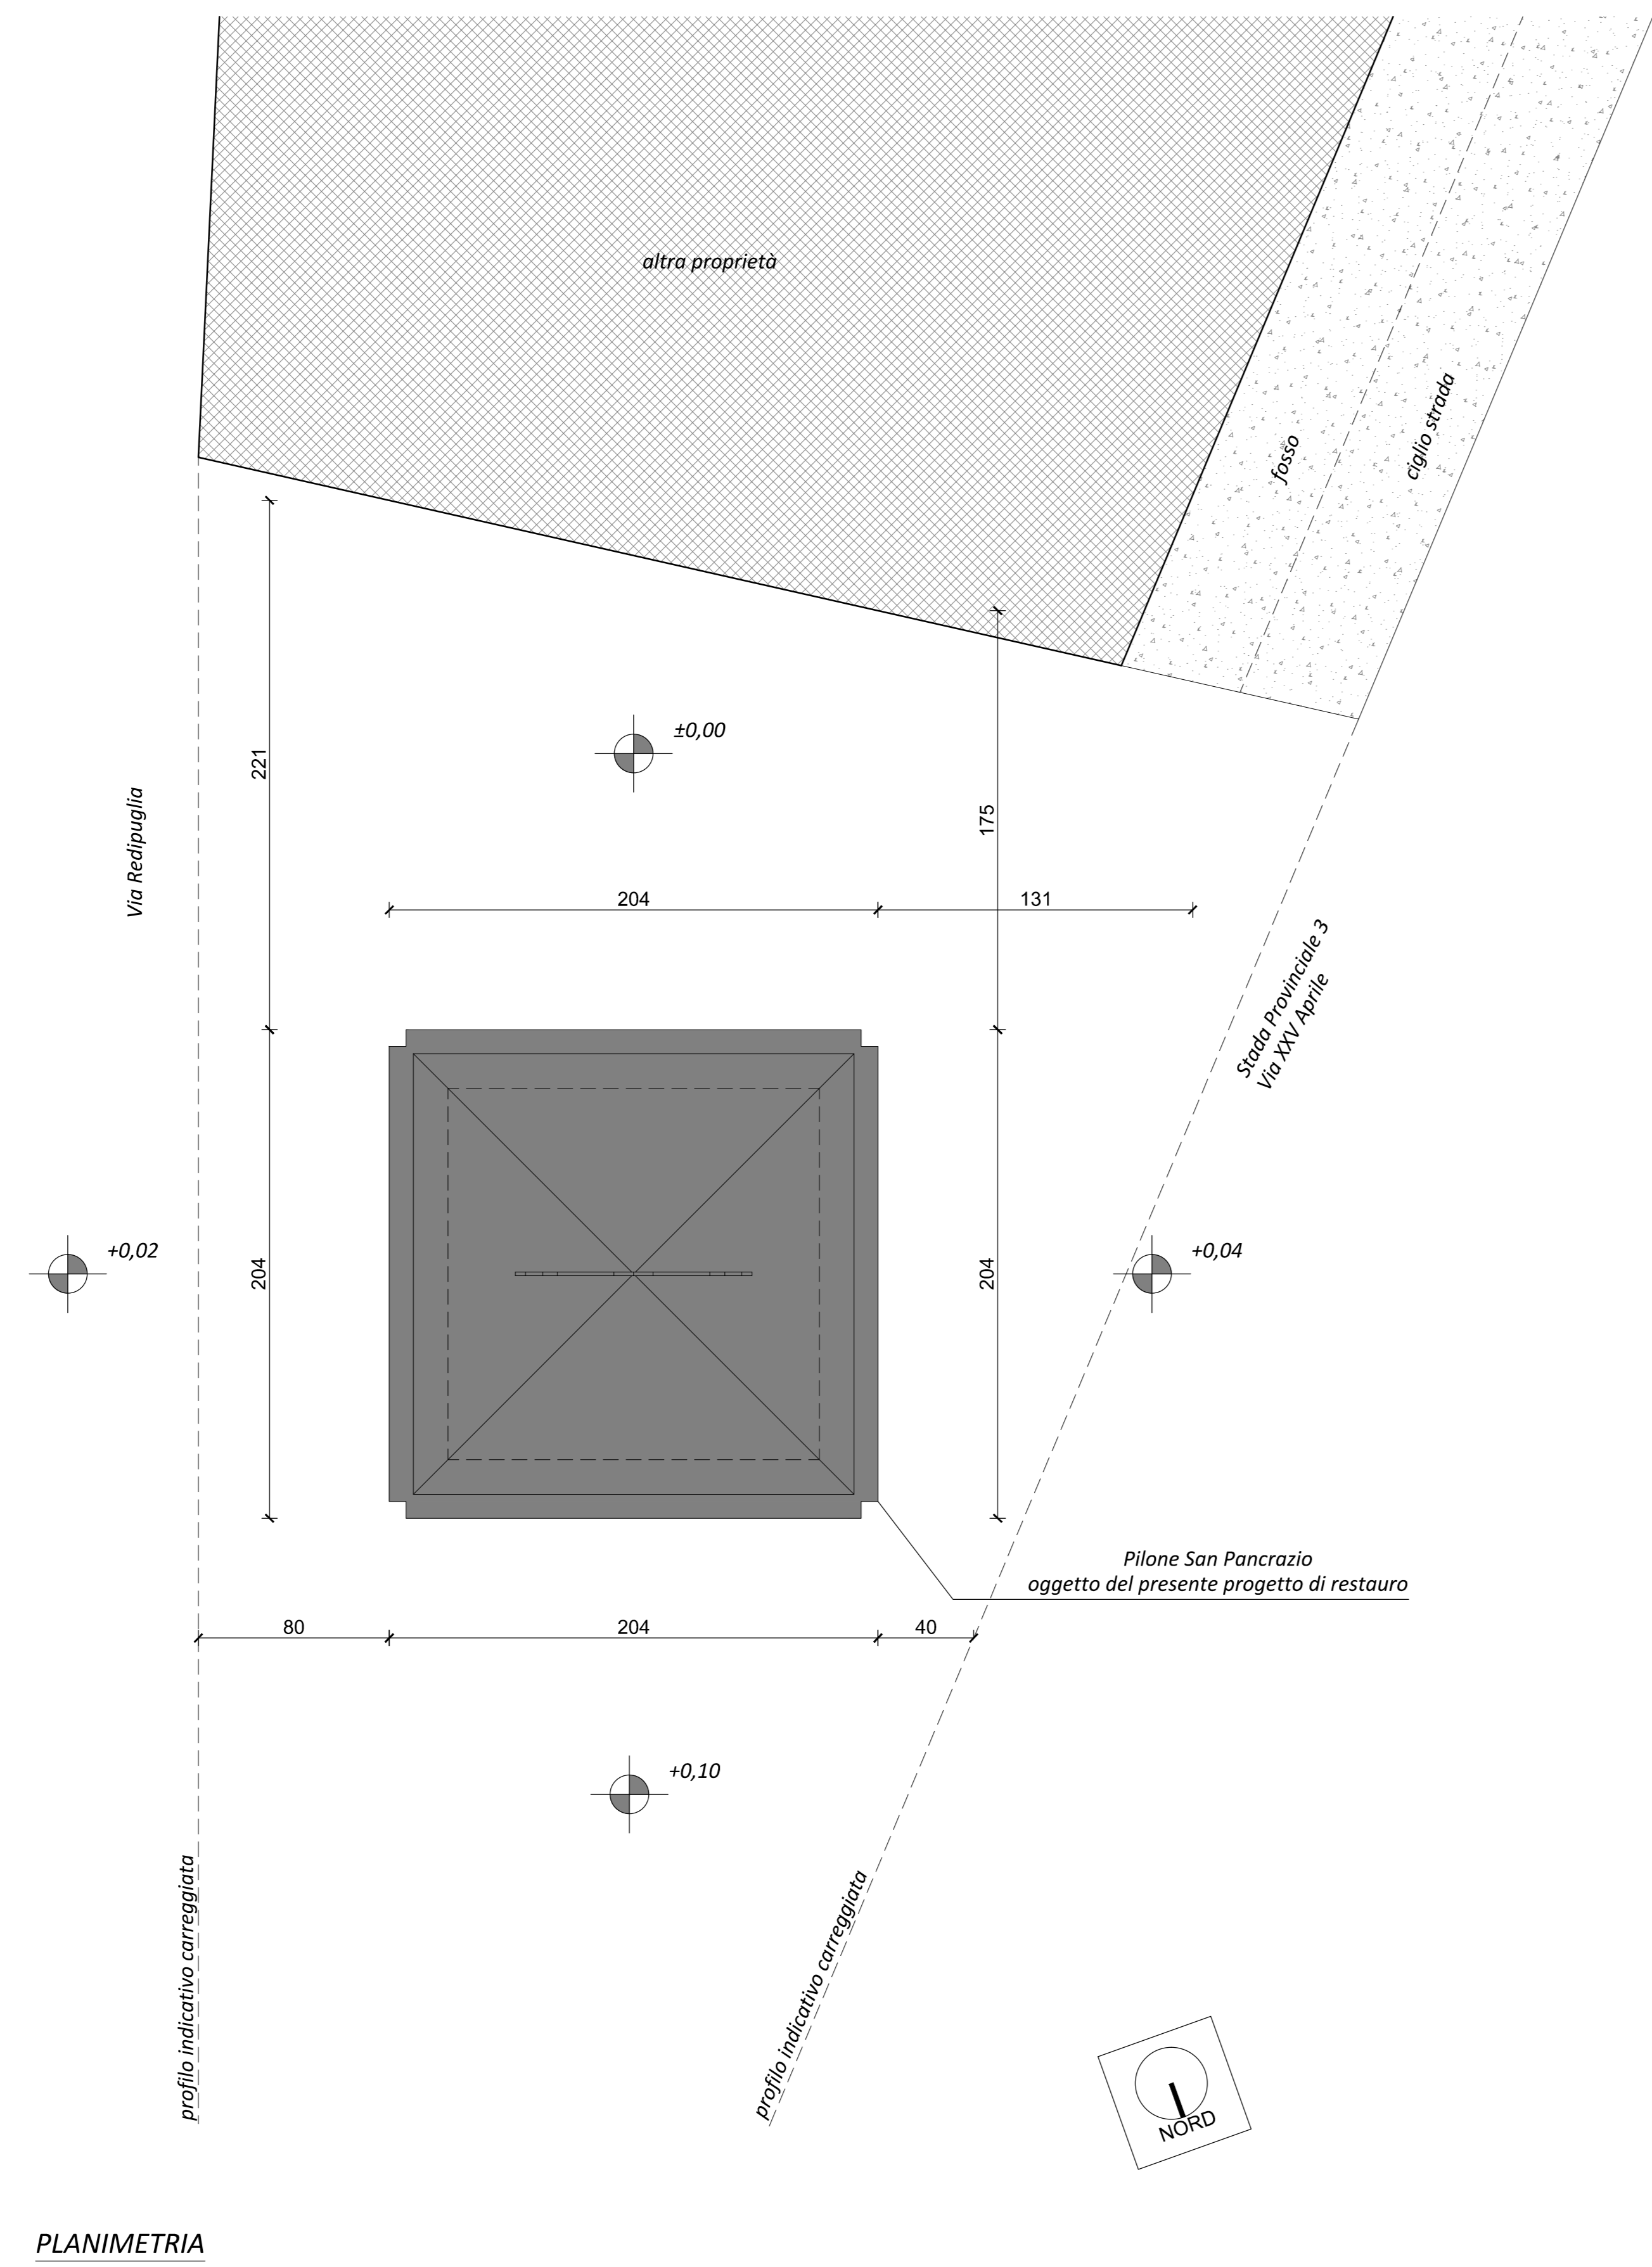 altra proprietà
fosso
ciglio strada
±0,00
221
Via Redipuglia
175
204
131
Stada Provinciale 3
Via XXV Aprile
+0,02
204
204
+0,04
Pilone San Pancrazio
oggetto del presente progetto di restauro
80
204
40
+0,10
profilo indicativo carreggiata
profilo indicativo carreggiata
NORD
PLANIMETRIA